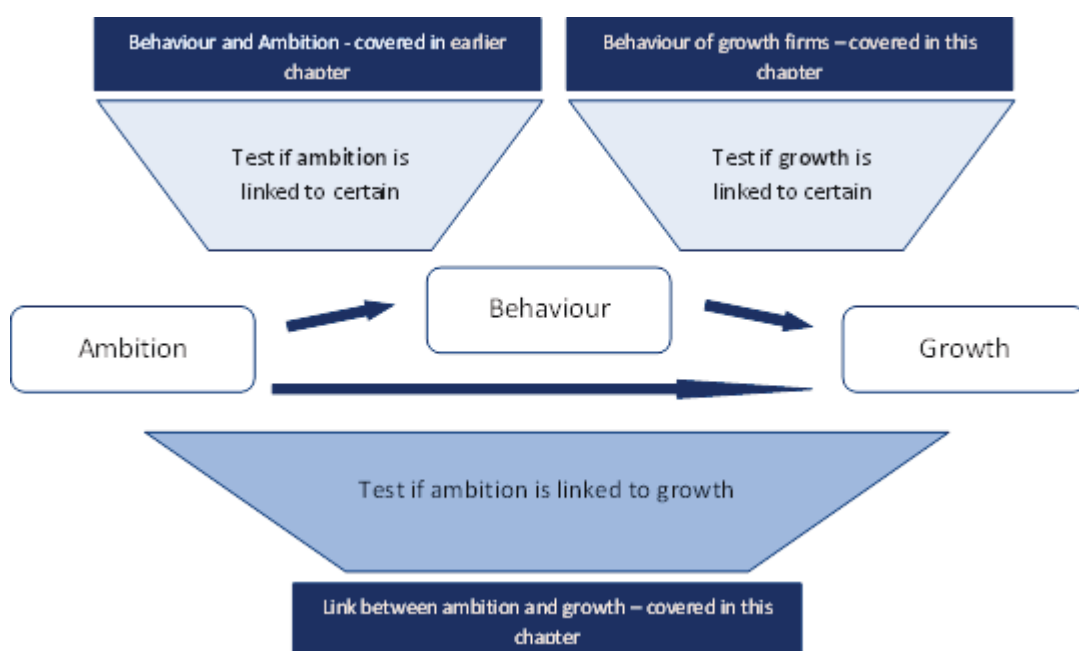 Behaviour and Ambition - covered in earlier
chapter
Behaviour of growth firms – covered in this
chapter
Test if ambition is
linked to certain
Test if growth is
linked to certain
Behaviour
Ambition
Growth
Test if ambition is linked to growth
Link between ambition and growth – covered in this
chapter